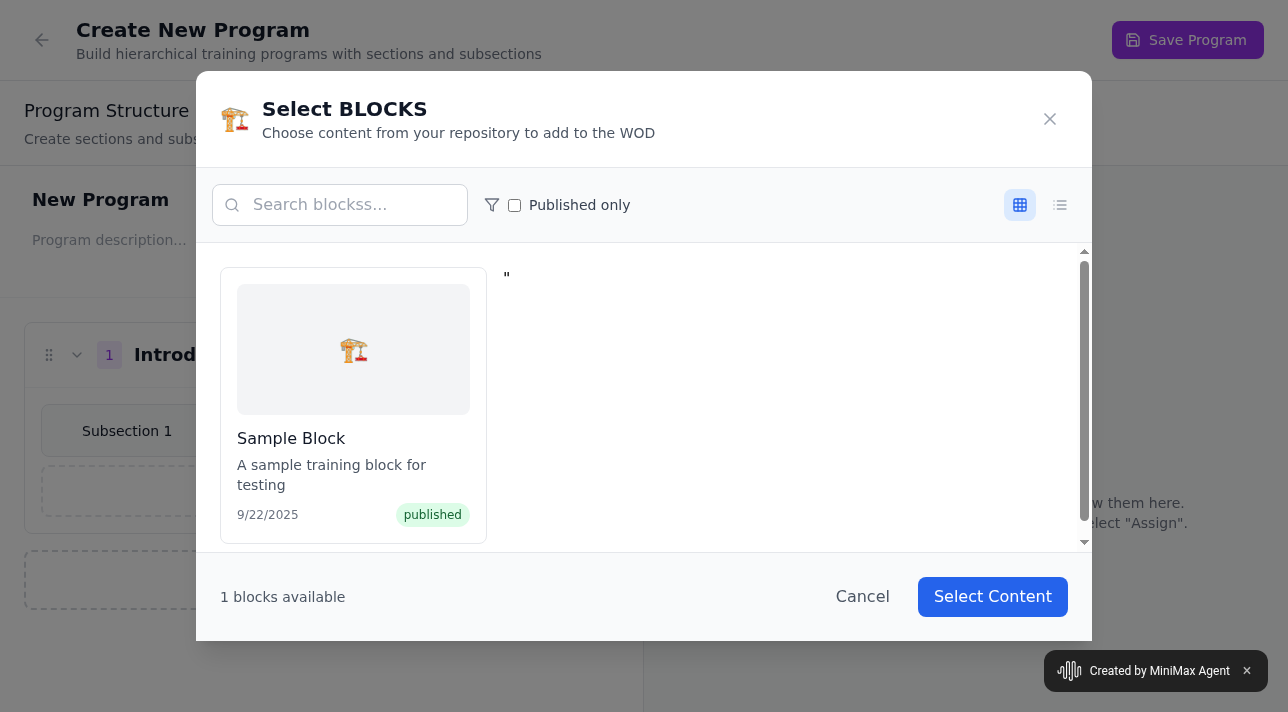 Create New Program
Build hierarchical training programs with sections and subsections
Save Program
Program Structure
Create sections and subs
New Program
Program description...
1
Introd
Subsection 1
Select BLOCKS
Choose content from your repository to add to the WOD
Search blockss...
Published only
Sample Block
A sample training block for
testing
9/22/2025
published
"
1 blocks available
Cancel
Select Content
w them here.
elect "Assign".
Created by MiniMax Agent